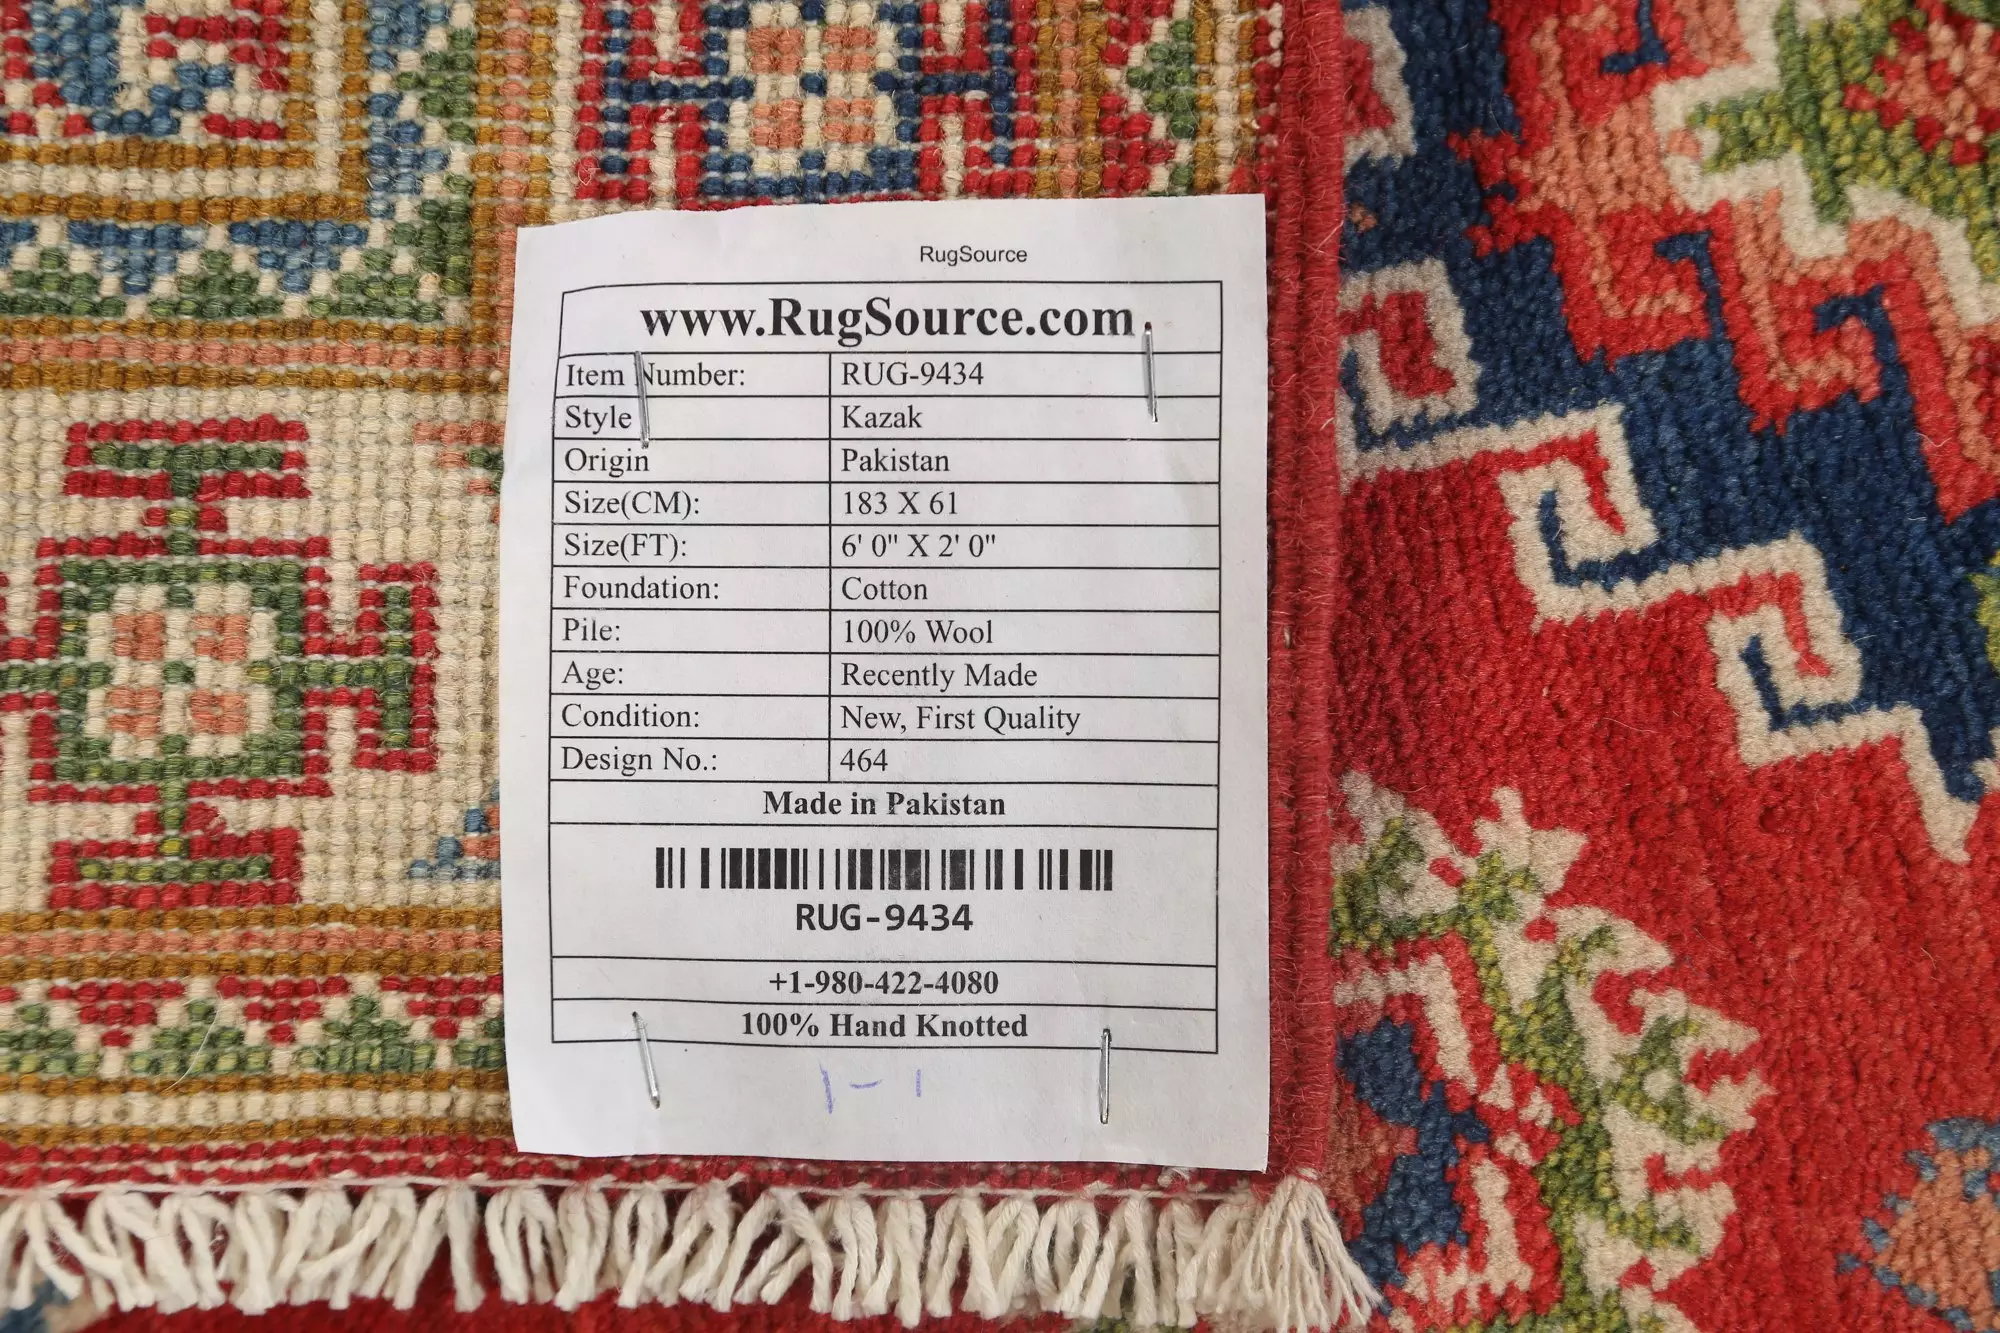 RugSource
www.RugSource.com
Item Number: RUG-9434
Style Kazak
Origin Pakistan
Size(CM): 183 X 61
Size(FT): 6' 0" X 2' 0"
Foundation: Cotton
Pile: 100% Wool
Age: Recently Made
Condition: New, First Quality
Design No.: 464
Made in Pakistan
RUG-9434
+1-980-422-4080
100% Hand Knotted
1-1